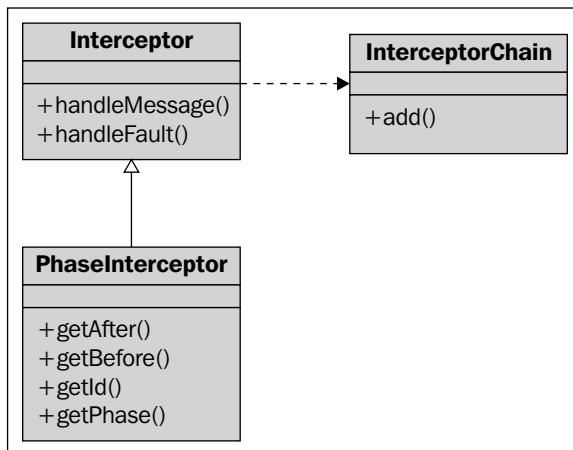 Interceptor
+handleMessage()
+handleFault()
InterceptorChain
+add()
PhaseInterceptor
+getAfter()
+getBefore()
+getId()
+getPhase()